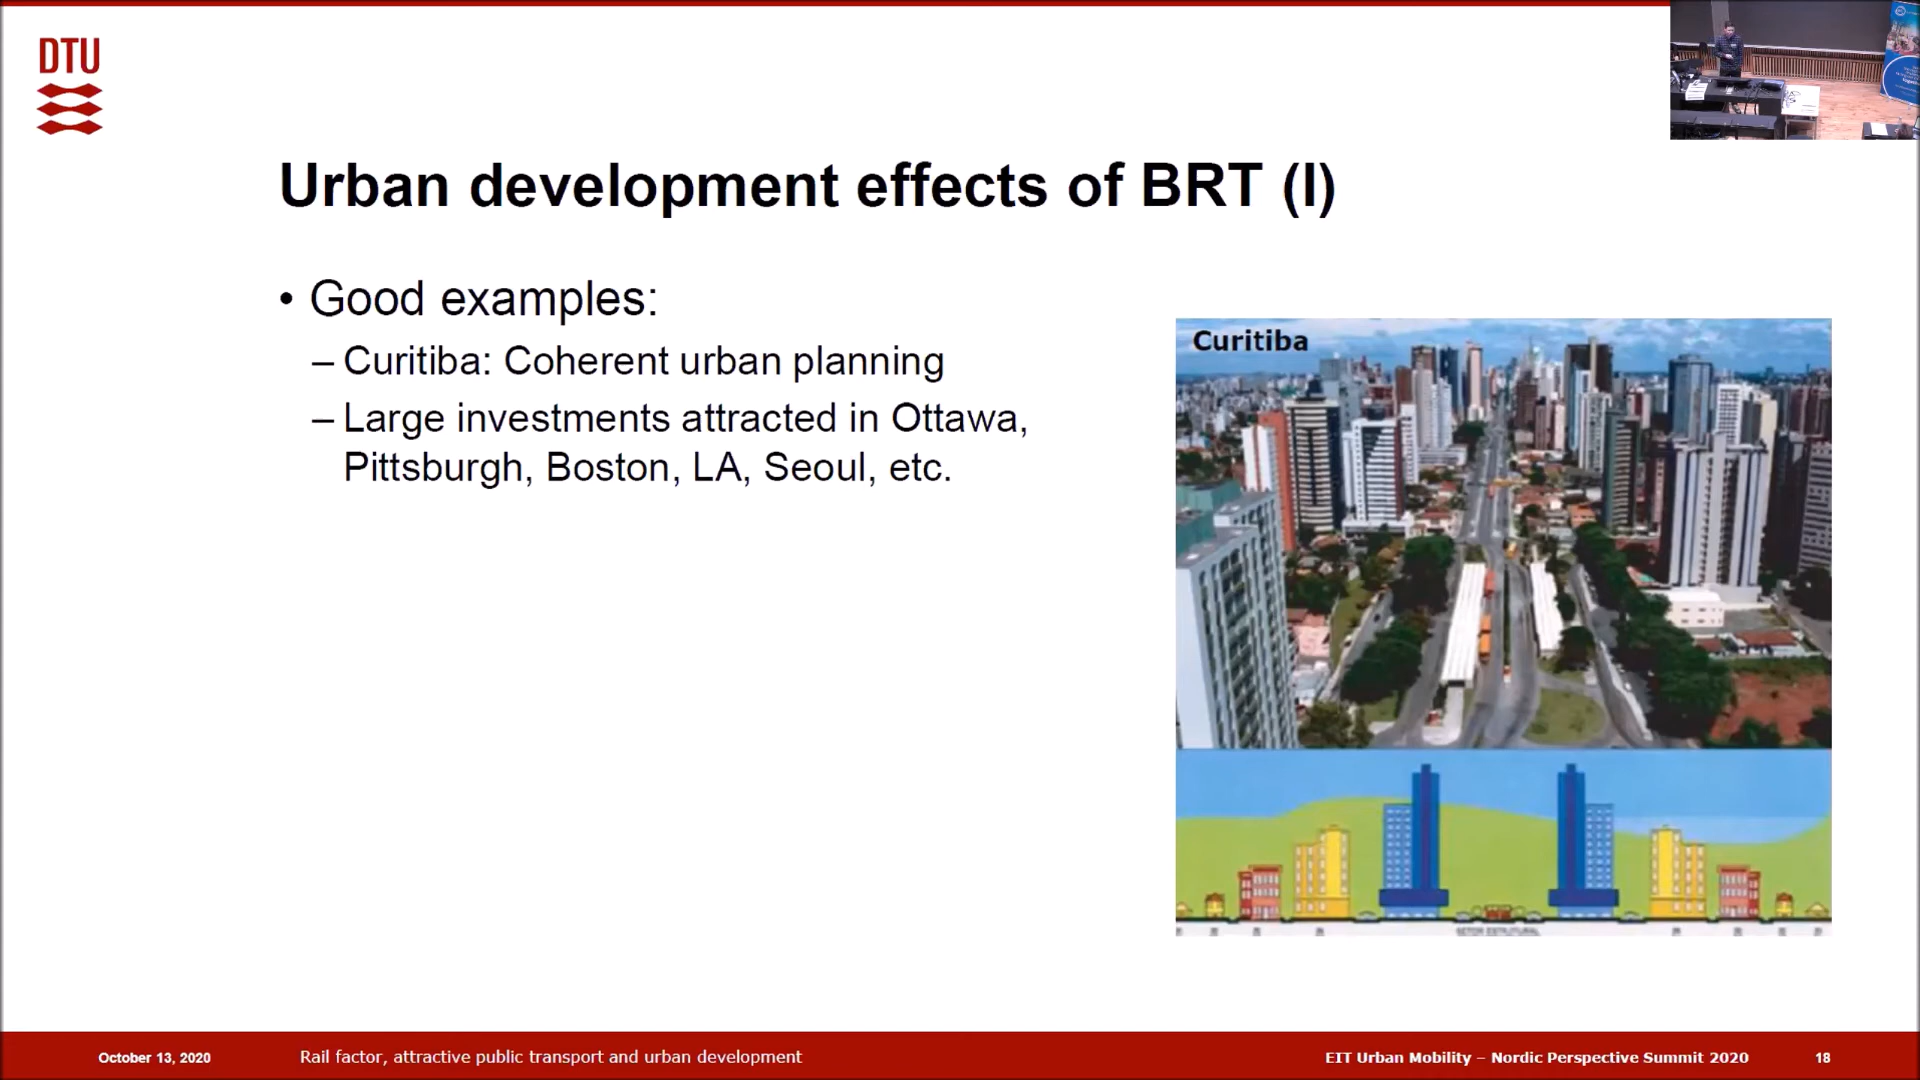 DTU
Urban development effects of BRT (I)
• Good examples:
– Curitiba: Coherent urban planning
– Large investments attracted in Ottawa,
Pittsburgh, Boston, LA, Seoul, etc.
Curitiba
SETOR ESTRUTURAL
October 13, 2020
Rail factor, attractive public transport and urban development
EIT Urban Mobility – Nordic Perspective Summit 2020
18